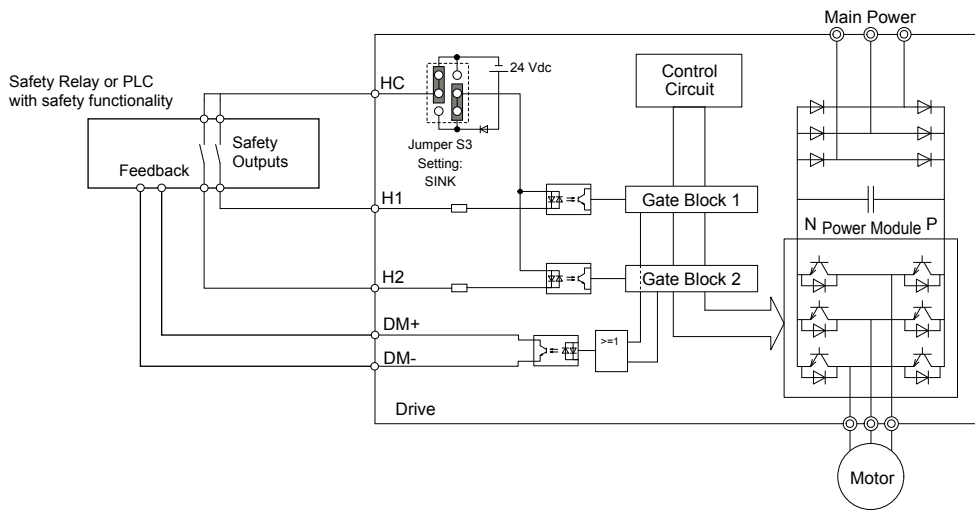 Main Power
Safety Relay or PLC
with safety functionality
HC
24 Vdc
Control
Circuit
Safety
Outputs
Feedback
Jumper S3
Setting:
SINK
H1
Gate Block 1
N Power Module P
H2
Gate Block 2
DM+
>=1
DM-
Drive
Motor